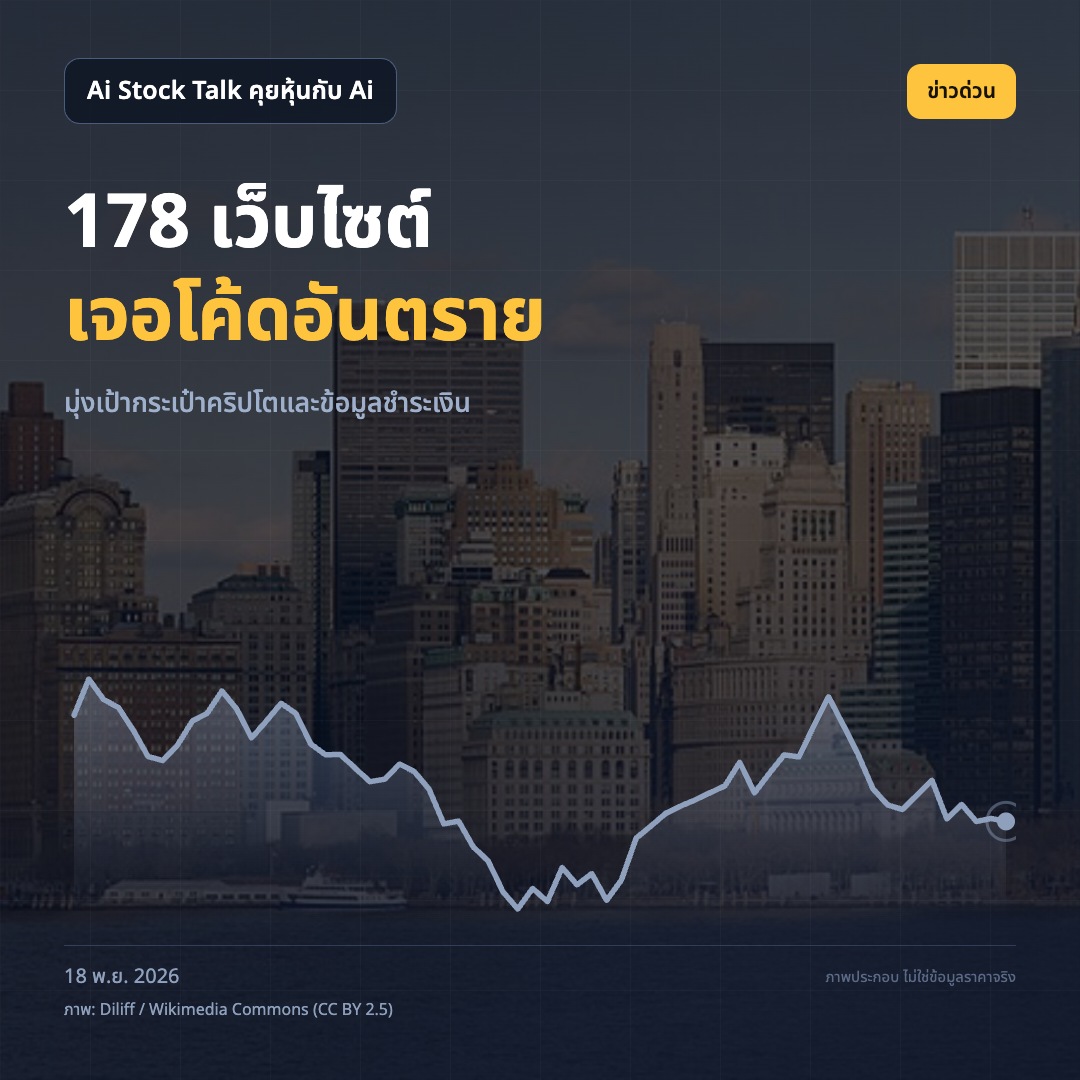 Ai Stock Talk คุยหุ้นกับ Ai
ข่าวด่วน
178 เว็บไซต์
เจอโค้ดอันตราย
มุ่งเป้ากระเป๋าคริปโตและข้อมูลชำระเงิน
18 พ.ย. 2026
ภาพประกอบ ไม่ใช่ข้อมูลราคาจริง
ภาพ: Diliff / Wikimedia Commons (CC BY 2.5)